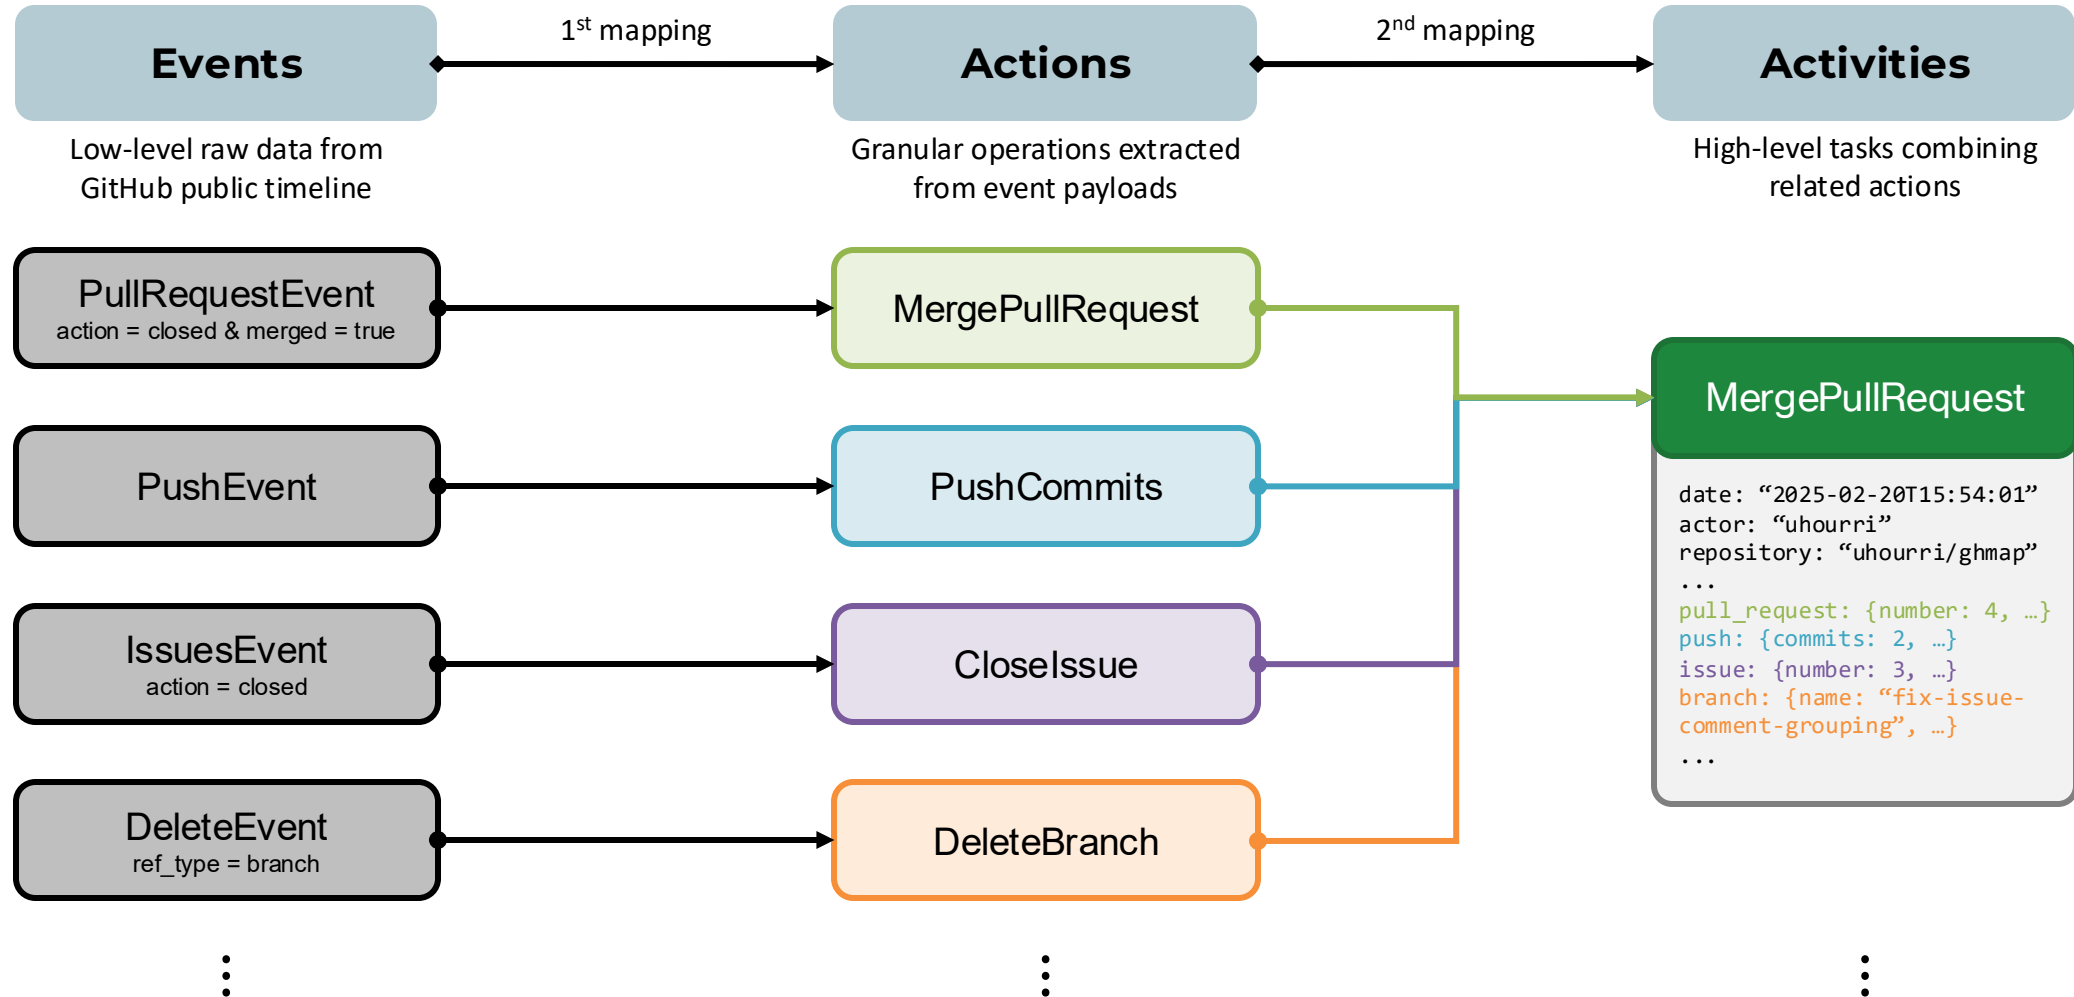 Events
1st mapping
Actions
2nd mapping
Activities
Low-level raw data from
GitHub public timeline
Granular operations extracted
from event payloads
High-level tasks combining
related actions
PullRequestEvent
action = closed & merged = true
MergePullRequest
PushEvent
PushCommits
IssuesEvent
action = closed
CloseIssue
DeleteEvent
ref_type = branch
DeleteBranch
MergePullRequest
date: “2025-02-20T15:54:01”
actor: “uhourri”
repository: “uhourri/ghmap”
...
pull_request: {number: 4, …}
push: {commits: 2, …}
issue: {number: 3, …}
branch: {name: “fix-issue-
comment-grouping”, …}
...